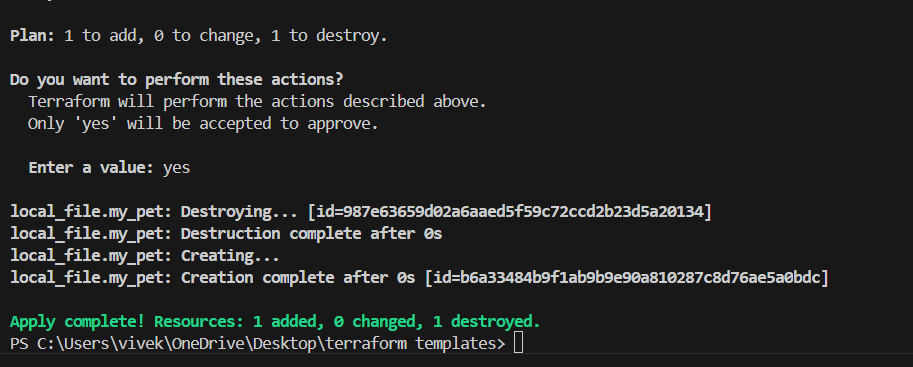 Plan: 1 to add, 0 to change, 1 to destroy.
Do you want to perform these actions?
Terraform will perform the actions described above.
Only 'yes' will be accepted to approve.
Enter a value: yes
local_file.my_pet: Destroying... [id=987e63659d02a6aaed5f59c72ccd2b23d5a20134]
local_file.my_pet: Destruction complete after 0s
local_file.my_pet: Creating...
local_file.my_pet: Creation complete after 0s [id=b6a33484b9f1ab9b9e90a810287c8d76ae5a0bdc]
Apply complete! Resources: 1 added, 0 changed, 1 destroyed.
PS C:\Users\vivek\OneDrive\Desktop\terraform templates>